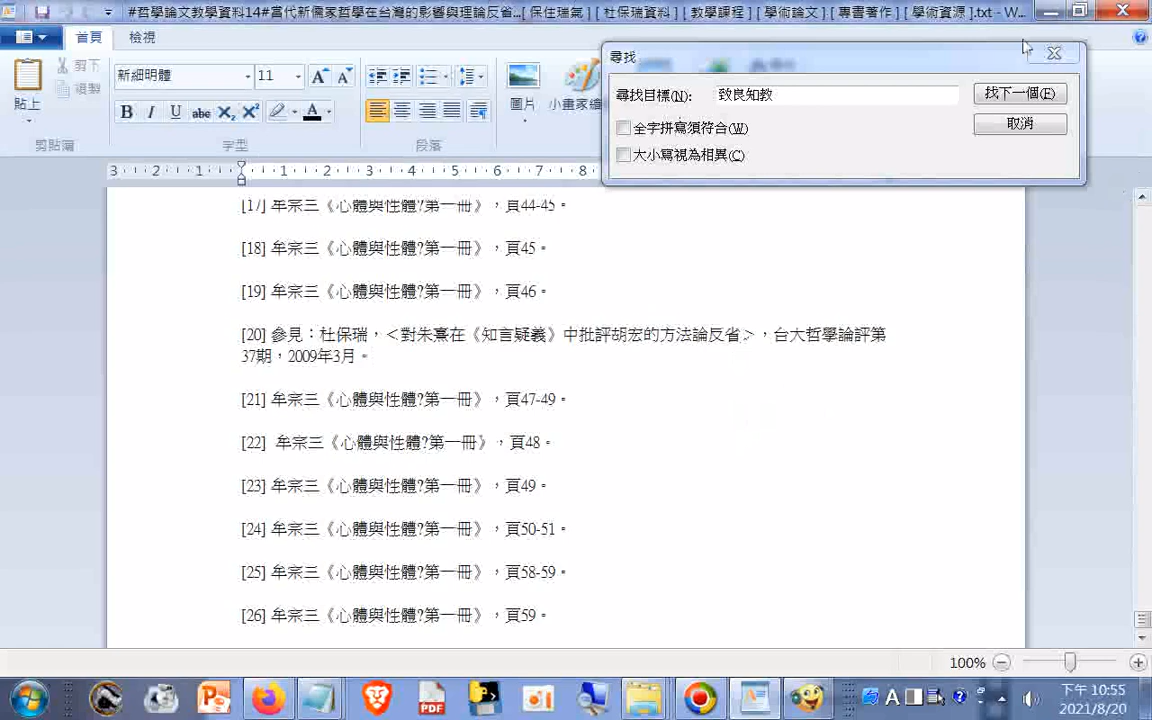 #哲學論文教學資料14#當代新儒家哲學在台灣的影響與理論反省...[ 保住瑞氣 ] [ 杜保瑞資料 ] [ 教學課程 ] [ 學術論文 ] [ 專書著作 ] [ 學術資源 ].txt - W...
首頁 檢視
貼上 剪下 複製
新細明體 11
圖片 小畫家繪
剪貼簿 字型 段落
尋找
尋找目標(N): 致良知教 找下一個(F)
全字拼寫須符合(W) 取消
大小寫視為相異(C)
3 2 1 1 2 3 4 5 6 7 8
[17] 牟宗三《心體與性體?第一冊》，頁44-45。
[18] 牟宗三《心體與性體?第一冊》，頁45。
[19] 牟宗三《心體與性體?第一冊》，頁46。
[20] 參見：杜保瑞，＜對朱熹在《知言疑義》中批評胡宏的方法論反省＞，台大哲學論評第
37期，2009年3月。
[21] 牟宗三《心體與性體?第一冊》，頁47-49。
[22] 牟宗三《心體與性體?第一冊》，頁48。
[23] 牟宗三《心體與性體?第一冊》，頁49。
[24] 牟宗三《心體與性體?第一冊》，頁50-51。
[25] 牟宗三《心體與性體?第一冊》，頁58-59。
[26] 牟宗三《心體與性體?第一冊》，頁59。
100%
下午 10:55
2021/8/20